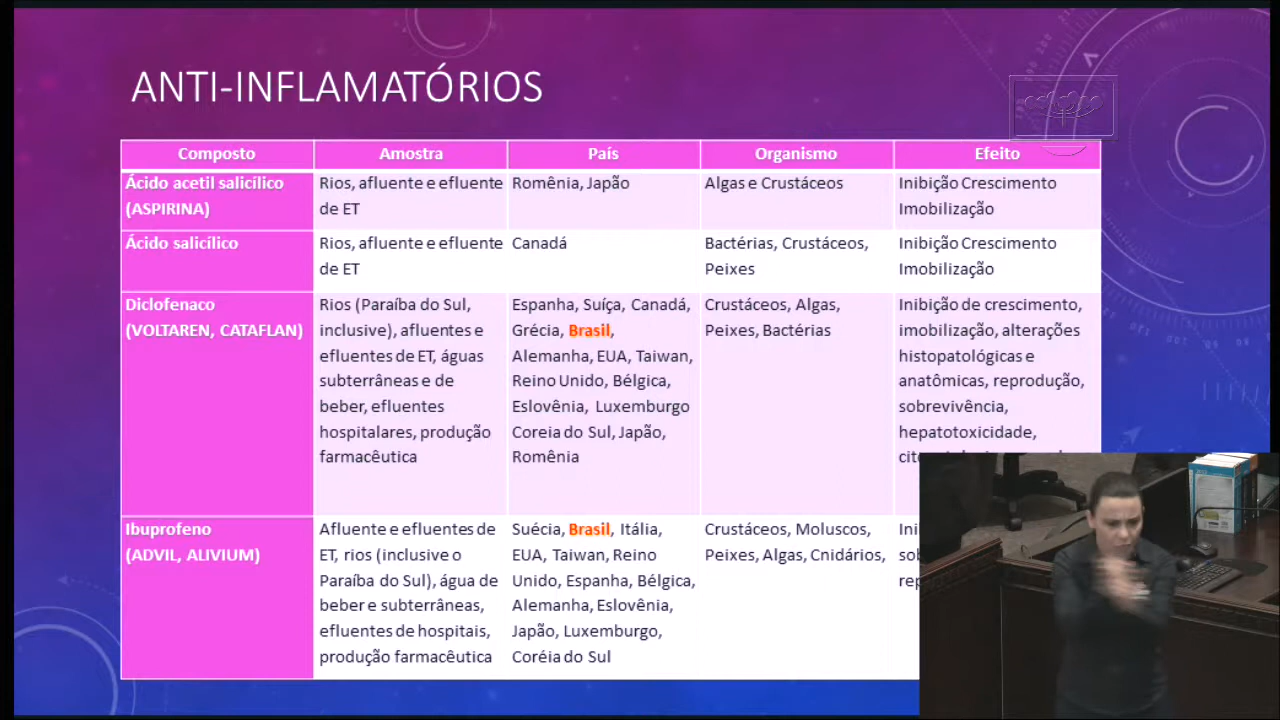 ANTI-INFLAMATÓRIOS
Composto Amostra País Organismo Efeito
Ácido acetil salicílico
(ASPIRINA)
Rios, afluente e efluente
de ET
Romênia, Japão
Algas e Crustáceos
Inibição Crescimento
Imobilização
Ácido salicílico
Rios, afluente e efluente
de ET
Canadá
Bactérias, Crustáceos,
Peixes
Inibição Crescimento
Imobilização
Diclofenaco
(VOLTAREN, CATAFLAN)
Rios (Paraíba do Sul,
inclusive), afluentes e
efluentes de ET, águas
subterrâneas e de
beber, efluentes
hospitalares, produção
farmacêutica
Espanha, Suíça, Canadá,
Grécia, Brasil,
Alemanha, EUA, Taiwan,
Reino Unido, Bélgica,
Eslovênia, Luxemburgo
Coreia do Sul, Japão,
Romênia
Crustáceos, Algas,
Peixes, Bactérias
Inibição de crescimento,
imobilização, alterações
histopatológicas e
anatômicas, reprodução,
sobrevivência,
hepatotoxicidade,
Ibuprofeno
(ADVIL, ALIVIUM)
Afluente e efluentes de
ET, rios (inclusive o
Paraíba do Sul), água de
beber e subterrâneas,
efluentes de hospitais,
produção farmacêutica
Suécia, Brasil, Itália,
EUA, Taiwan, Reino
Unido, Espanha, Bélgica,
Alemanha, Eslovênia,
Japão, Luxemburgo,
Coréia do Sul
Crustáceos, Moluscos,
Peixes, Algas, Cnidários,